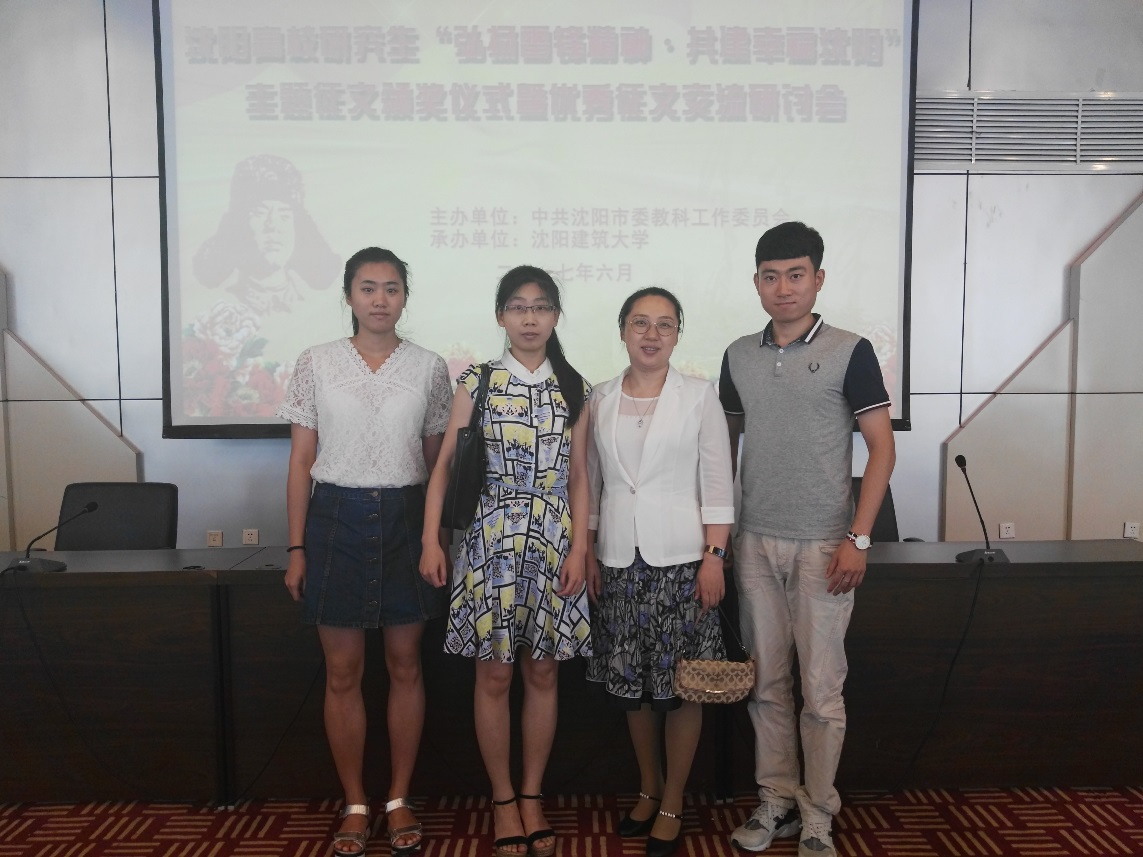 沈阳高校研究生“弘扬雷锋精神·共建幸福沈阳”
主题征文颁奖仪式暨优秀征文交流研讨会
主办单位：中共沈阳市委教科工作委员会
承办单位：沈阳建筑大学
七年六月